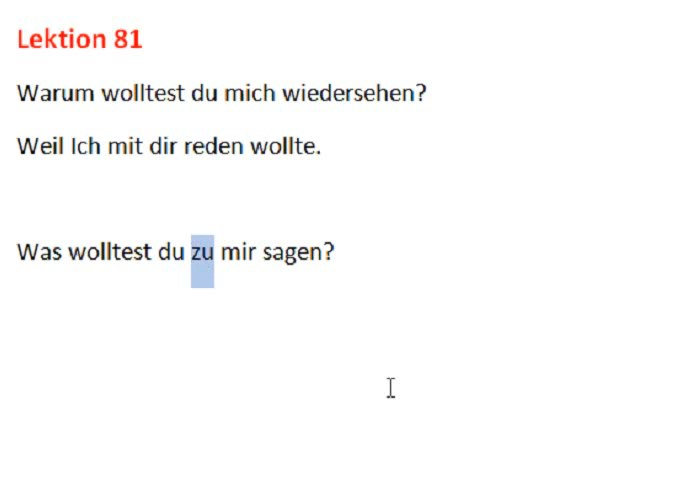 Lektion 81
Warum wolltest du mich wiedersehen?
Weil Ich mit dir reden wollte.
Was wolltest du zu mir sagen?